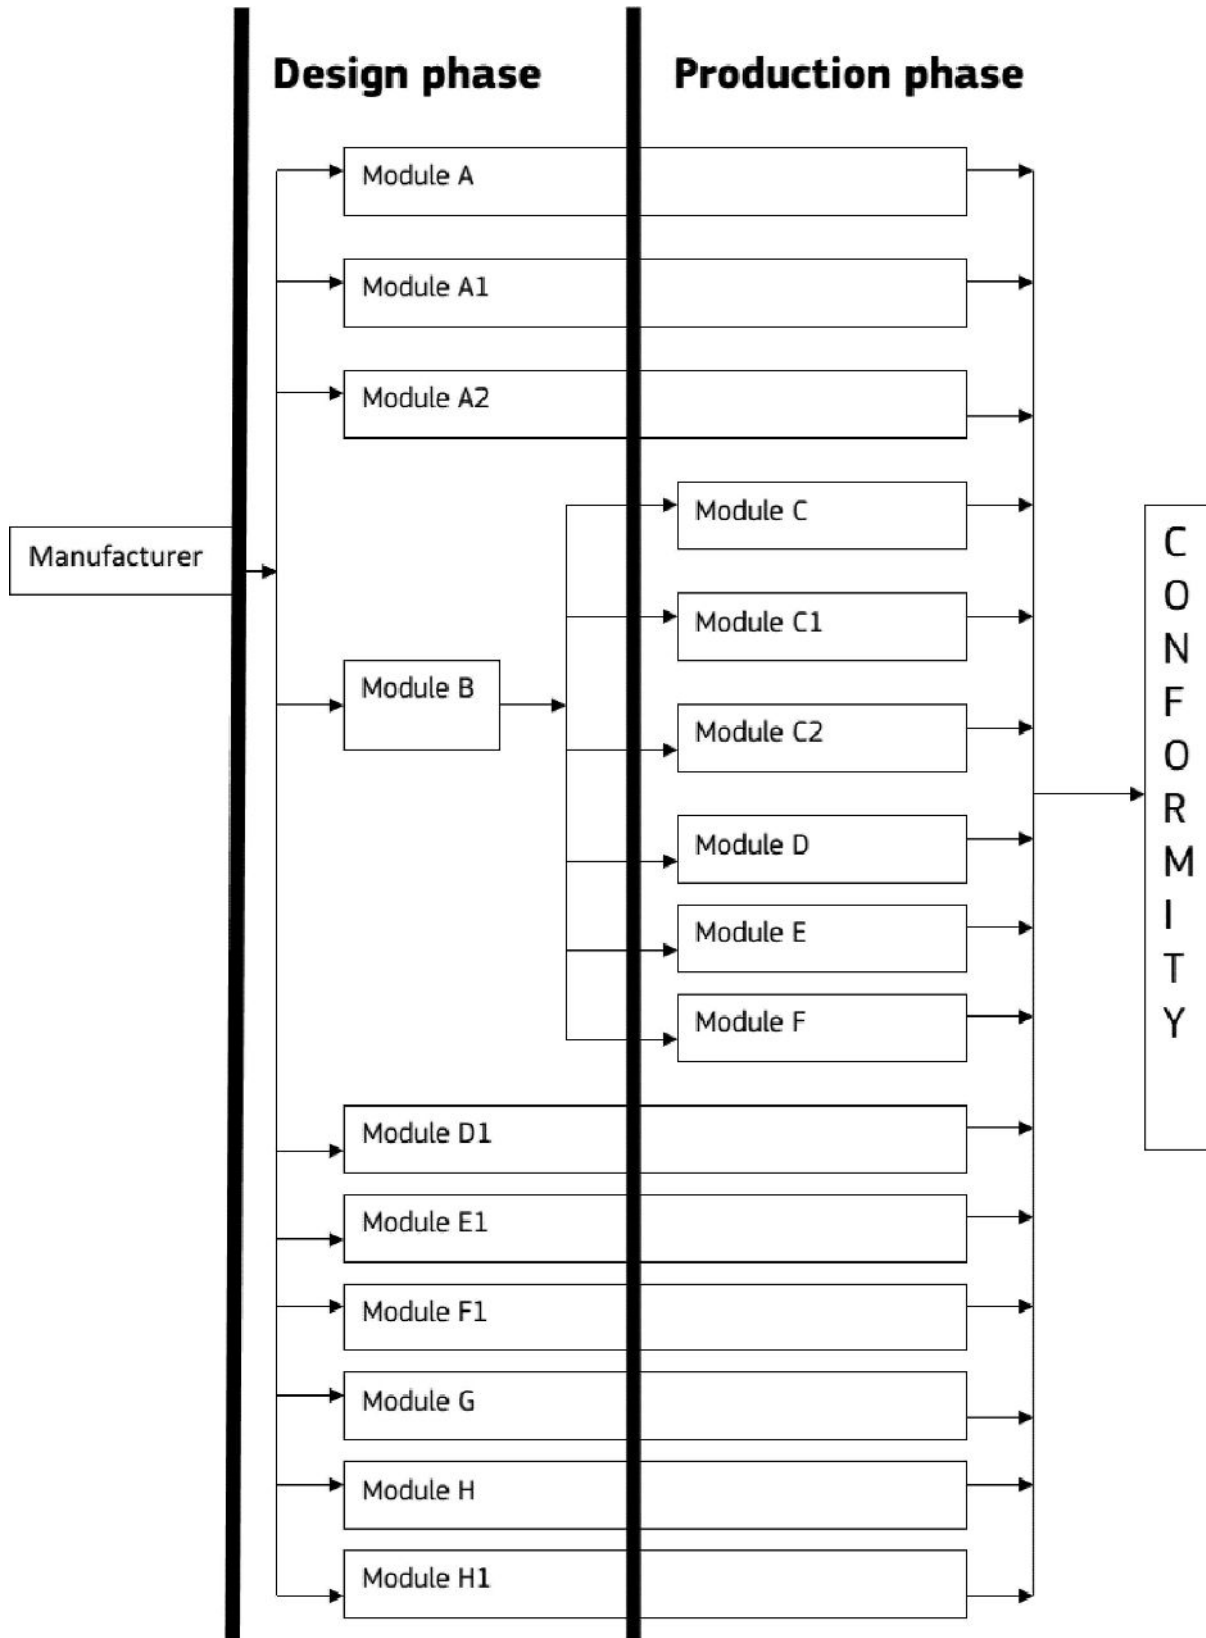 Design phase
Production phase
Module A
Module A1
Module A2
Module C
Manufacturer
Module C1
Module B
Module C2
Module D
Module E
Module F
Module D1
Module E1
Module F1
Module G
Module H
Module H1
C
O
N
F
O
R
M
I
T
Y